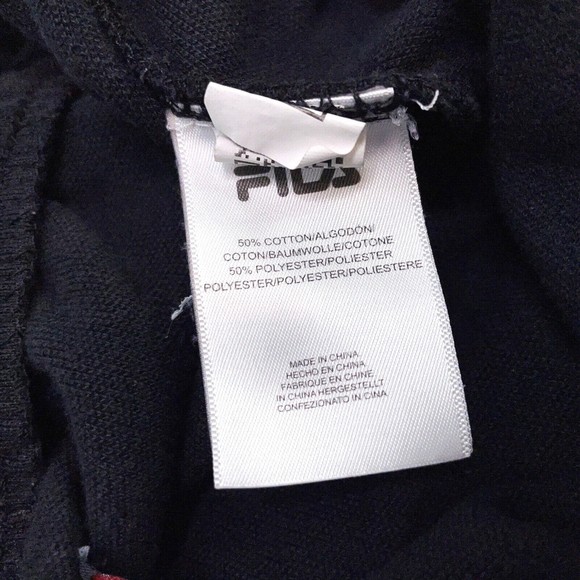 FILA
50% COTTON/ALGODÓN/
COTON/BAUMWOLLE/COTONE
50% POLYESTER/POLIESTER
POLYESTER/POLYESTER/POLIESTERE
MADE IN CHINA
HECHO EN CHINA
FABRIQUE EN CHINE
IN CHINA HERGESTELLT
CONFEZIONATO IN CINA